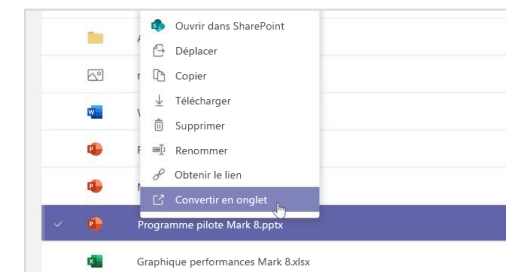 Ouvrir dans SharePoint
Déplacer
Copier
Télécharger
Supprimer
Renommer
Obtenir le lien
Convertir en onglet
Programme pilote Mark 8.pptx
Graphique performances Mark 8.xlsx